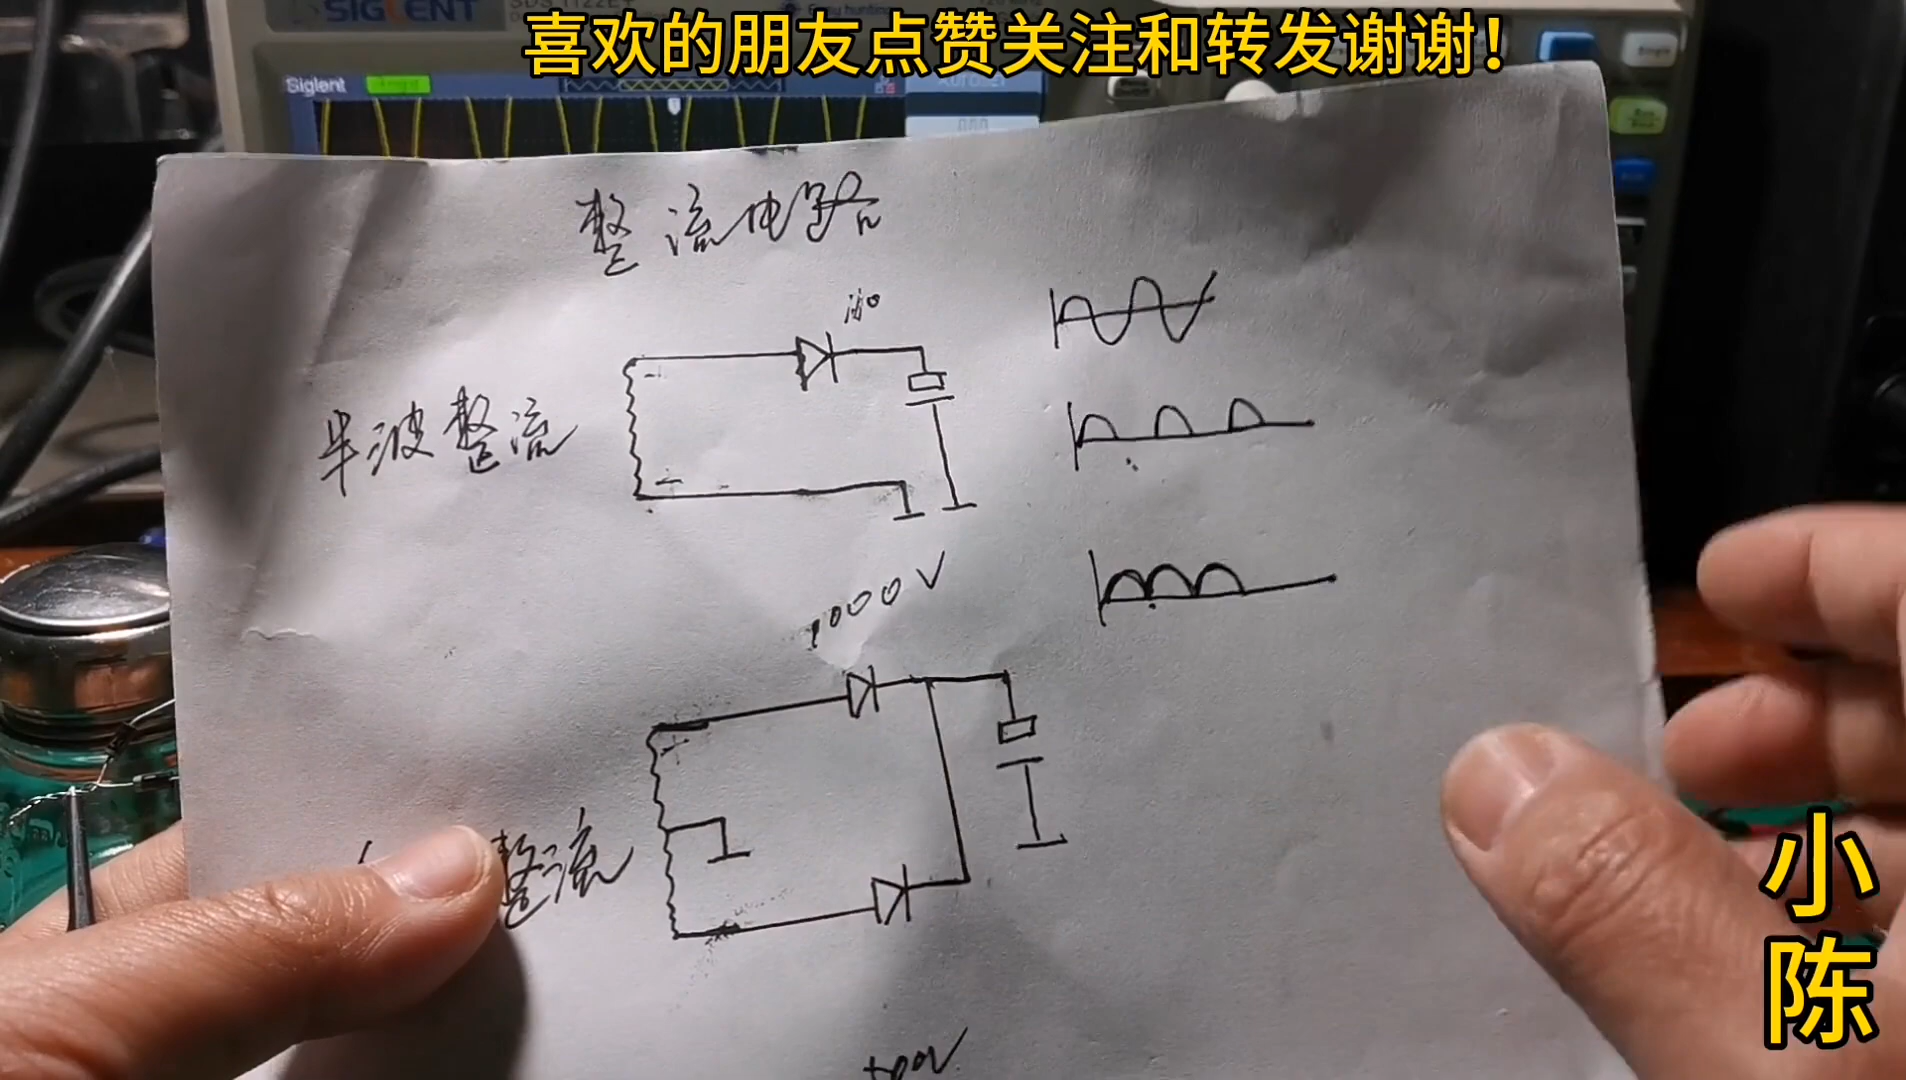 SIGLENT
喜欢的朋友点赞关注和转发谢谢！
Siglent
整流电路
半波整流
1000V
整流
小
陈